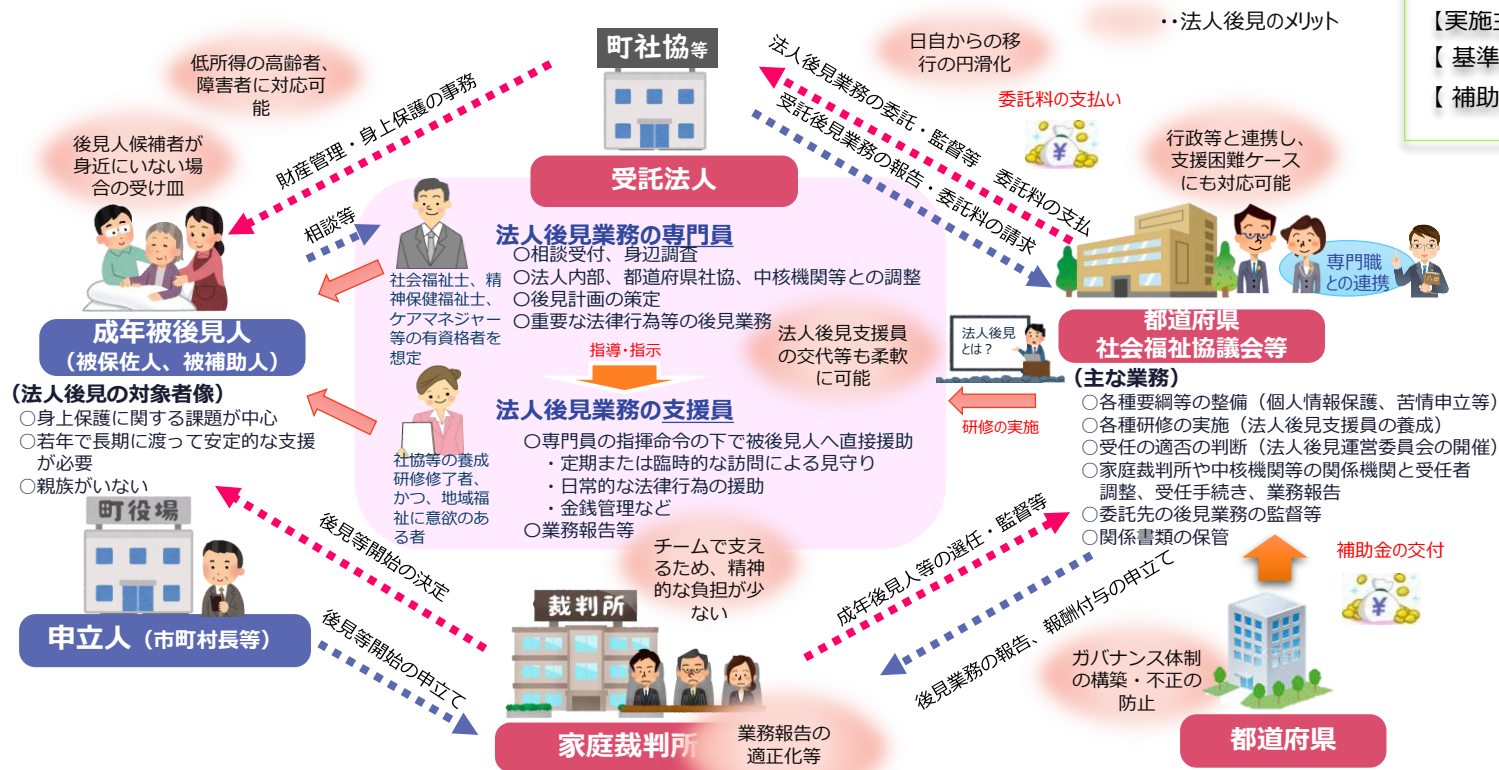 ‥法人後見のメリット
【実施主
【 基準
【 補助
町社協等
受託法人
低所得の高齢者、
障害者に対応可
能
後見人候補者が
身近にいない場
合の受け皿
日自からの移
行の円滑化
委託料の支払い
行政等と連携し、
支援困難ケース
にも対応可能
財産管理・身上保護の事務
相談等
法人後見業務の委託・監督等　委託料の支払
受託後見業務の報告・委託料の請求
専門職
との連携
成年被後見人
（被保佐人、被補助人）
（法人後見の対象者像）
○身上保護に関する課題が中心
○若年で長期に渡って安定的な支援
が必要
○親族がいない
社会福祉士、精
神保健福祉士、
ケアマネジャー
等の有資格者を
想定
法人後見業務の専門員
○相談受付、身辺調査
○法人内部、都道府県社協、中核機関等との調整
○後見計画の策定
○重要な法律行為等の後見業務
指導・指示
法人後見支援員
の交代等も柔軟
に可能
社協等の養成
研修修了者、
かつ、地域福
祉に意欲のあ
る者
法人後見業務の支援員
○専門員の指揮命令の下で被後見人へ直接援助
・定期または臨時的な訪問による見守り
・日常的な法律行為の援助
・金銭管理など
○業務報告等
法人後見
とは？
研修の実施
都道府県
社会福祉協議会等
（主な業務）
○各種要綱等の整備（個人情報保護、苦情申立等）
○各種研修の実施（法人後見支援員の養成）
○受任の適否の判断（法人後見運営委員会の開催）
○家庭裁判所や中核機関等の関係機関と受任者
調整、受任手続き、業務報告
○委託先の後見業務の監督等
○関係書類の保管
町役場
申立人（市町村長等）
後見等開始の決定
後見等開始の申立て
チームで支え
るため、精神
的な負担が少
ない
裁判所
家庭裁判所
業務報告の
適正化等
成年後見人等の選任・監督等
後見業務の報告、報酬付与の申立て
補助金の交付
ガバナンス体制
の構築・不正の
防止
都道府県